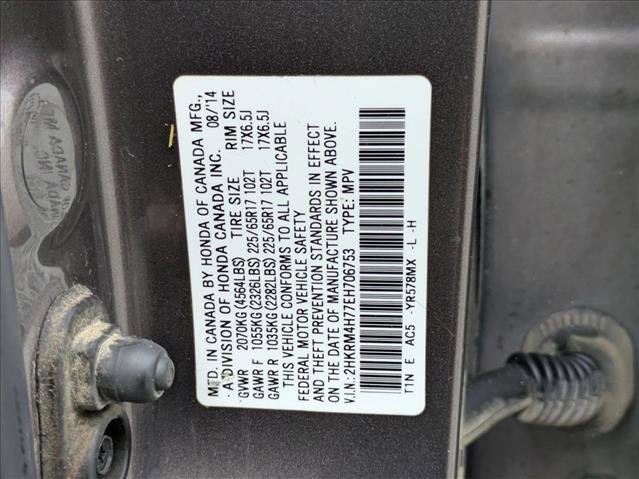 MFD. IN CANADA BY HONDA OF CANADA MFG.,
A DIVISION OF HONDA CANADA INC. 08/'14
GVWR 2070KG(4564LBS) TIRE SIZE RIM SIZE
GAWR F 1055KG(2326LBS)225/65R17 102T 17X6.5J
GAWR R 1035KG(2282LBS)225/65R17 102T 17X6.5J
THIS VEHICLE CONFORMS TO ALL APPLICABLE
FEDERAL MOTOR VEHICLE SAFETY
AND THEFT PREVENTION STANDARDS IN EFFECT
ON THE DATE OF MANUFACTURE SHOWN ABOVE.
V.I.N:2HKRM4H77EH706753 TYPE: MPV
T1N E AC5 -YR578MX -L -H